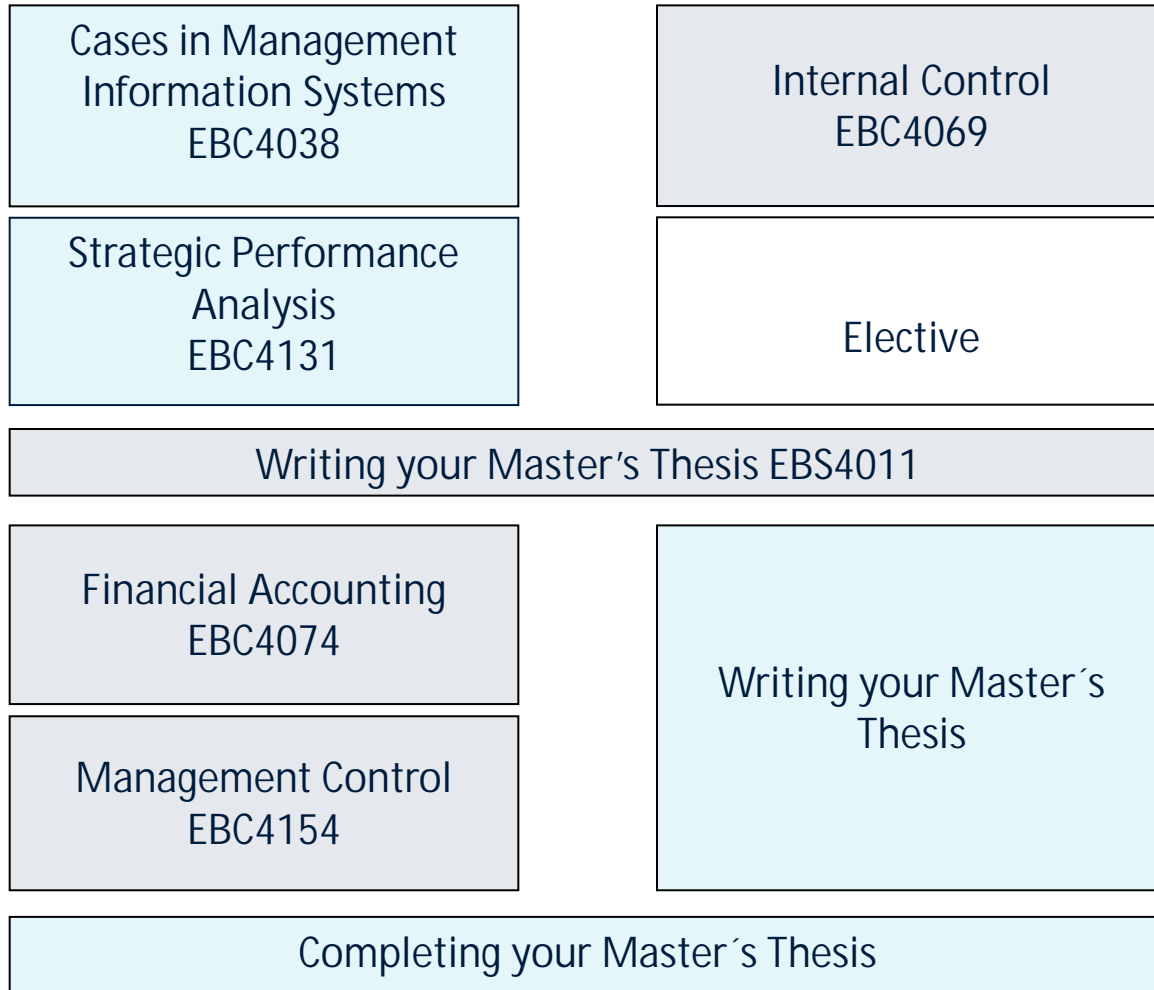 Cases in Management
Information Systems
EBC4038
Internal Control
EBC4069
Strategic Performance
Analysis
EBC4131
Elective
Writing your Master’s Thesis EBS4011
Financial Accounting
EBC4074
Management Control
EBC4154
Writing your Master´s
Thesis
Completing your Master´s Thesis